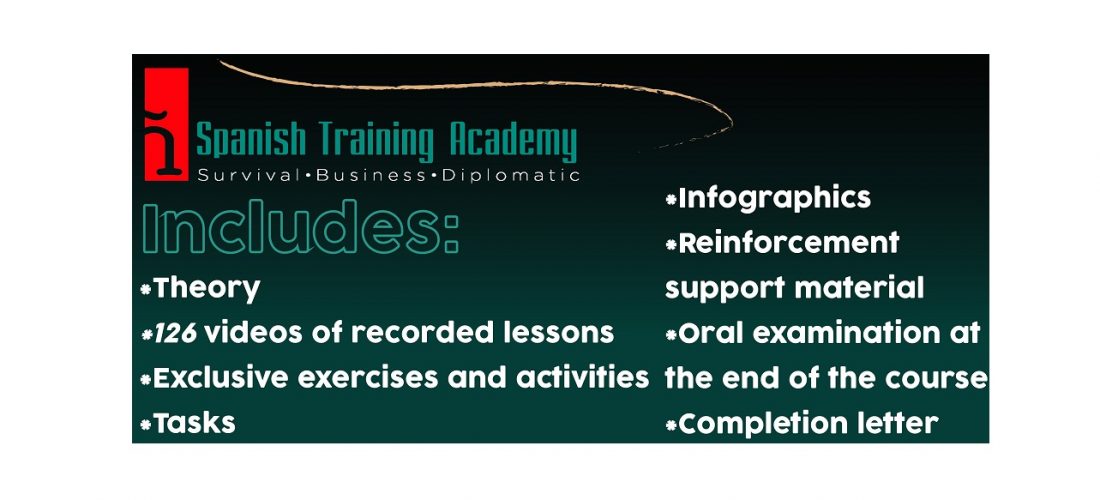 ñ
Spanish Training Academy
Survival•Business•Diplomatic
Includes:
*Theory
*126 videos of recorded lessons
*Exclusive exercises and activities
*Tasks
*Infographics
*Reinforcement
support material
*Oral examination at
the end of the course
*Completion letter